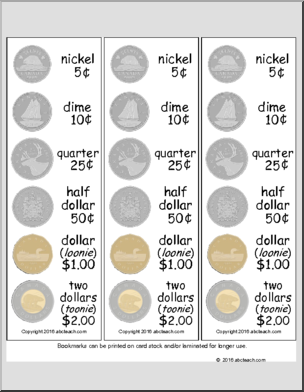 nickel
5¢
dime
10¢
quarter
25¢
half
dollar
50¢
dollar
(loonie)
$1.00
two
dollars
(toonie)
$2.00
Copyright 2016 abcteach.com
nickel
5¢
dime
10¢
quarter
25¢
half
dollar
50¢
dollar
(loonie)
$1.00
two
dollars
(toonie)
$2.00
Copyright 2016 abcteach.com
nickel
5¢
dime
10¢
quarter
25¢
half
dollar
50¢
dollar
(loonie)
$1.00
two
dollars
(toonie)
$2.00
Copyright 2016 abcteach.com
Bookmarks can be printed on card stock and/or laminated for longer use.
© 2016 abcteach.com